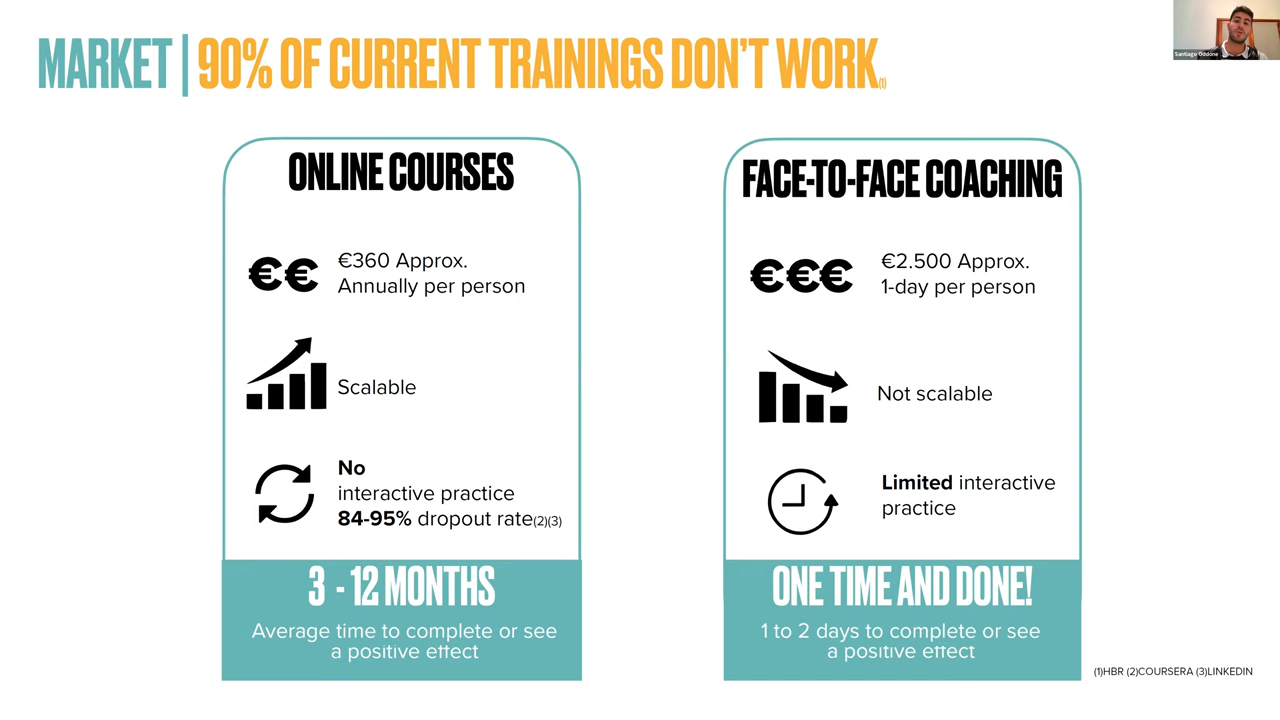 MARKET | 90% OF CURRENT TRAININGS DON'T WORK(1)
Santiago Oddone
ONLINE COURSES
€€
€360 Approx.
Annually per person
Scalable
No
interactive practice
84-95% dropout rate(2)(3)
3 - 12 MONTHS
Average time to complete or see
a positive effect
FACE-TO-FACE COACHING
€€€
€2.500 Approx.
1-day per person
Not scalable
Limited interactive
practice
ONE TIME AND DONE!
1 to 2 days to complete or see
a positive effect
(1)HBR (2)COURSERA (3)LINKEDIN